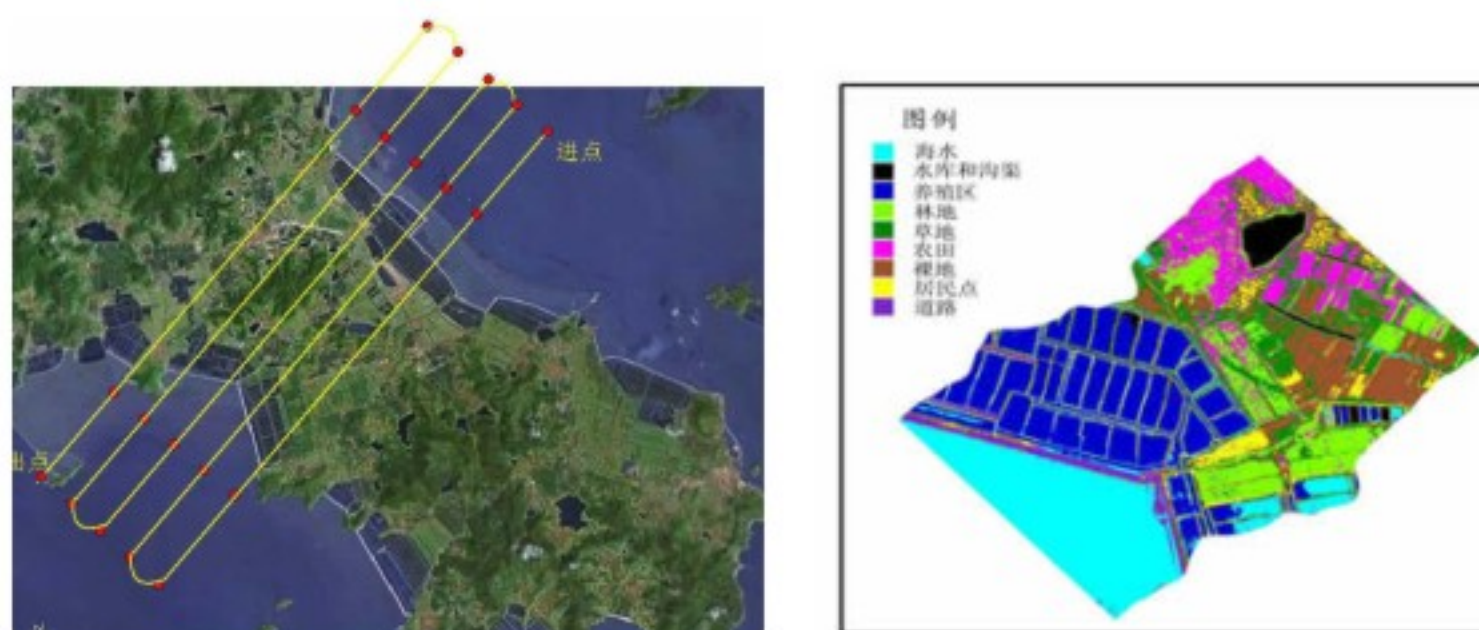 进点
出点
图例
海水
水库和沟渠
养殖区
林地
草地
农田
裸地
居民点
道路